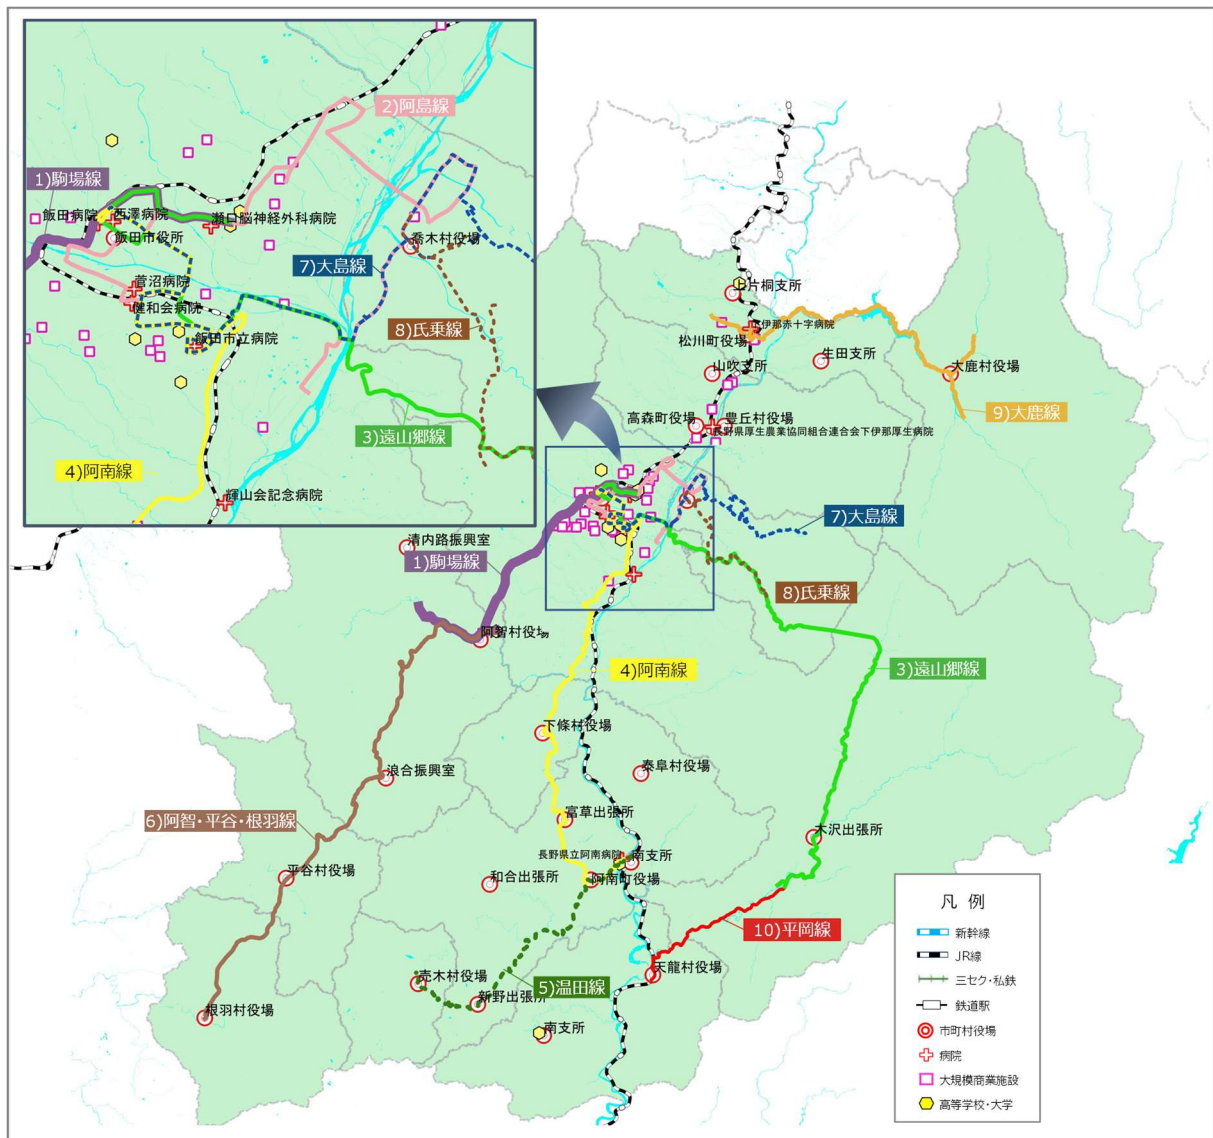 2)阿島線
1)駒場線
飯田病院
西澤病院
瀬口脳神経外科病院
飯田市役所
喬木村役場
7)大島線
菅沼病院
健和会病院
8)氏乗線
飯田市立病院
3)遠山郷線
4)阿南線
輝山会記念病院
上片桐支所
下伊那赤十字病院
松川町役場
生田支所
山吹支所
大鹿村役場
9)大鹿線
高森町役場
豊丘村役場
長野県厚生農業協同組合連合会下伊那厚生病院
7)大島線
清内路振興室
1)駒場線
8)氏乗線
阿智村役場
4)阿南線
3)遠山郷線
下條村役場
泰阜村役場
浪合振興室
富草出張所
6)阿智・平谷・根羽線
木沢出張所
長野県立阿南病院
南支所
平谷村役場
和合出張所
阿南町役場
10)平岡線
売木村役場
天龍村役場
5)温田線
新野出張所
根羽村役場
南支所
凡 例
新幹線
JR線
三セク・私鉄
鉄道駅
市町村役場
病院
大規模商業施設
高等学校・大学